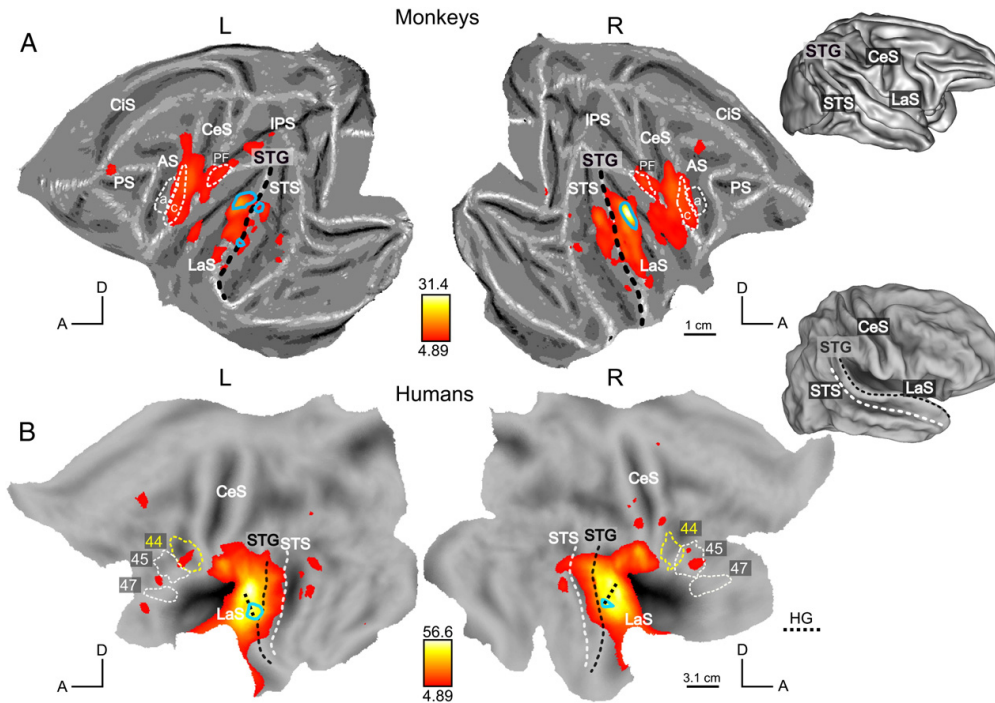 Monkeys
A
L
R
CiS
CeS
IPS
AS
PF
STG
PS
STS
a
c
LaS
IPS
CeS
CiS
STG
PF
AS
STS
PS
a
c
LaS
STG
CeS
STS
LaS
CiS
D
A
31.4
4.89
1 cm
D
A
CeS
STG
STS
LaS
Humans
B
L
R
CeS
STG
STS
44
45
47
LaS
CeS
STG
STS
44
45
47
LaS
HG
D
A
56.6
4.89
3.1 cm
D
A